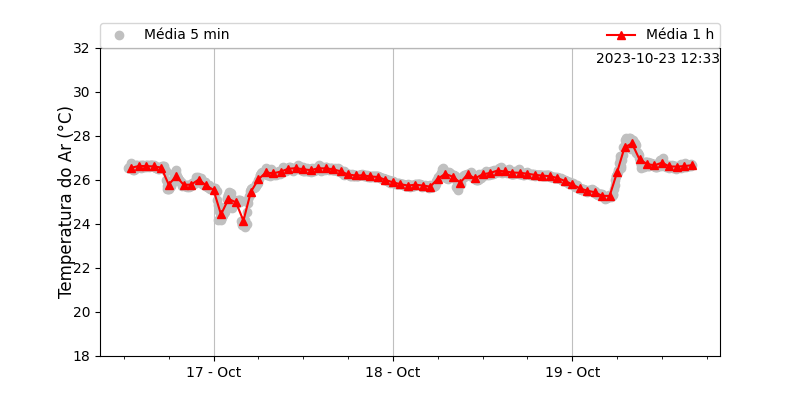 Média 5 min
Média 1 h
2023-10-23 12:33
Temperatura do Ar (°C)
32
30
28
26
24
22
20
18
17 - Oct
18 - Oct
19 - Oct